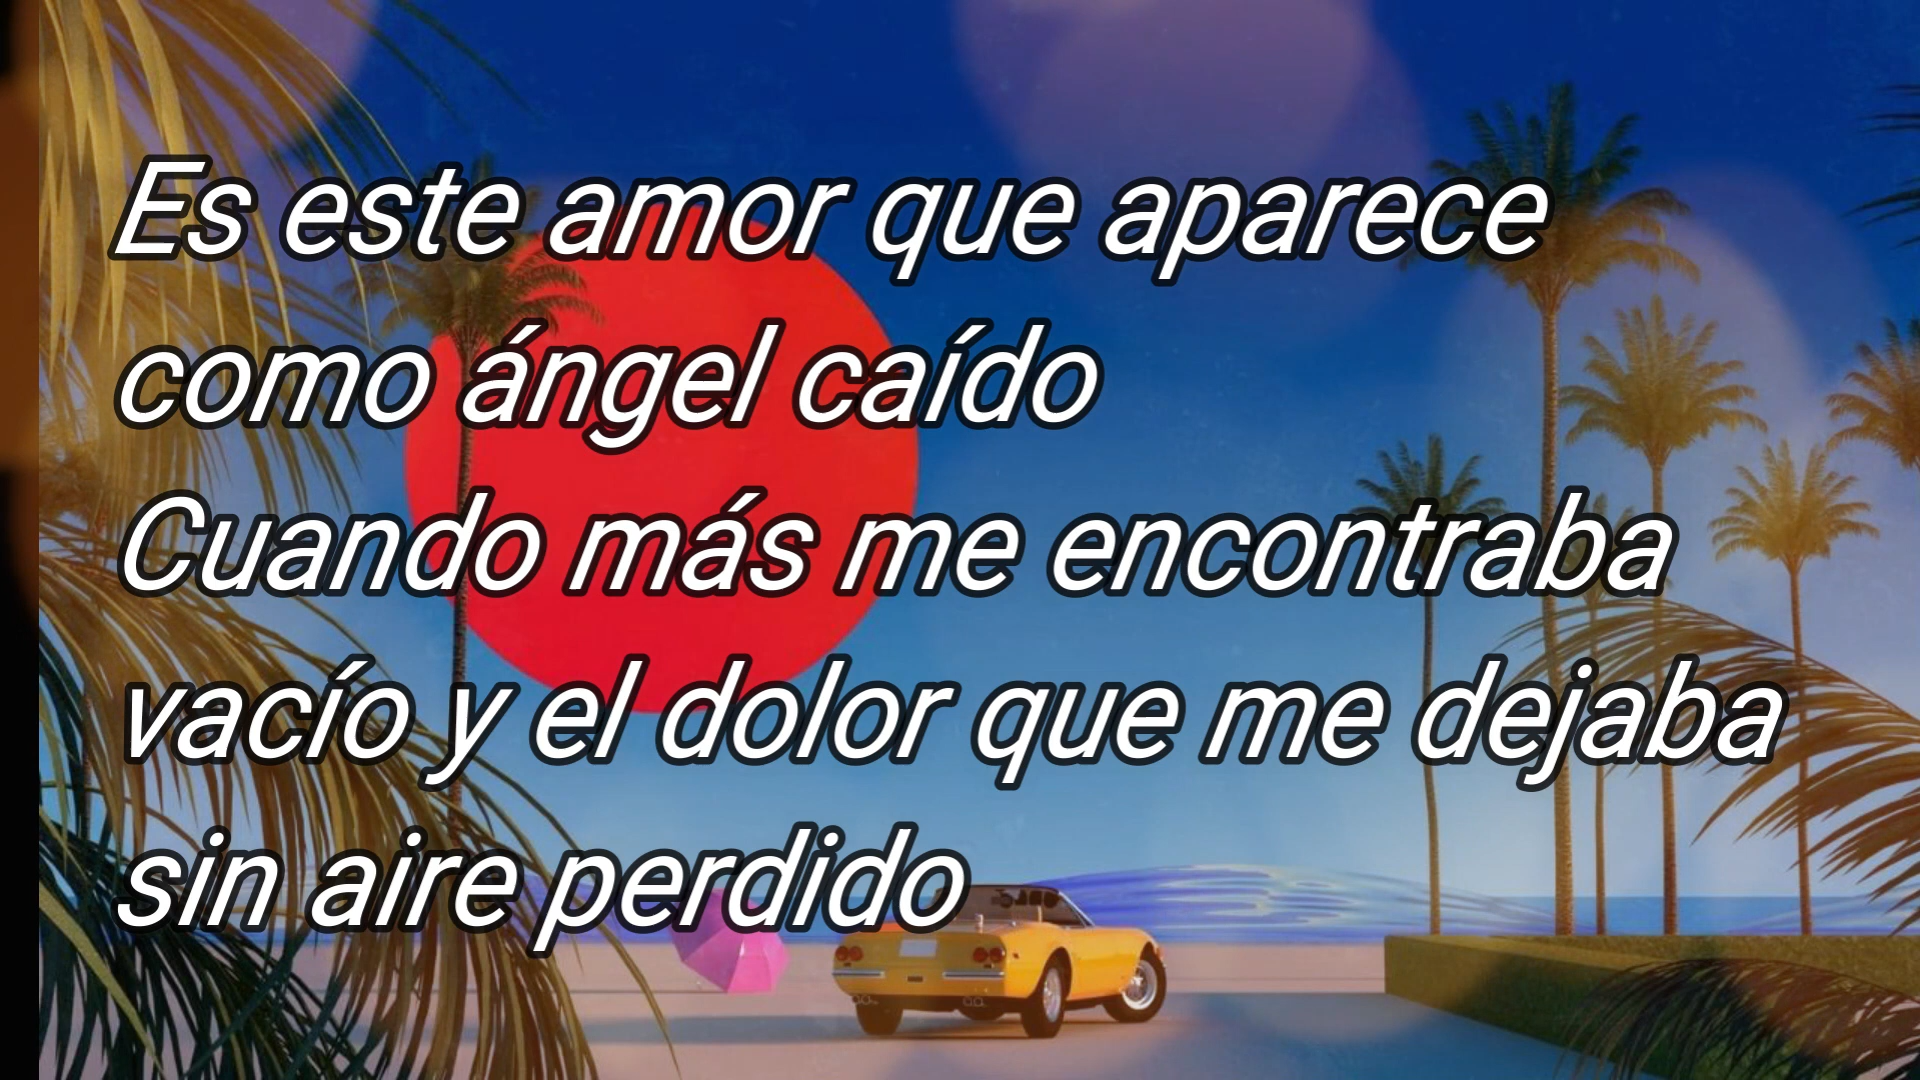 Es este amor que aparece
como ángel caído
Cuando más me encontraba
vacío y el dolor que me dejaba
sin aire perdido